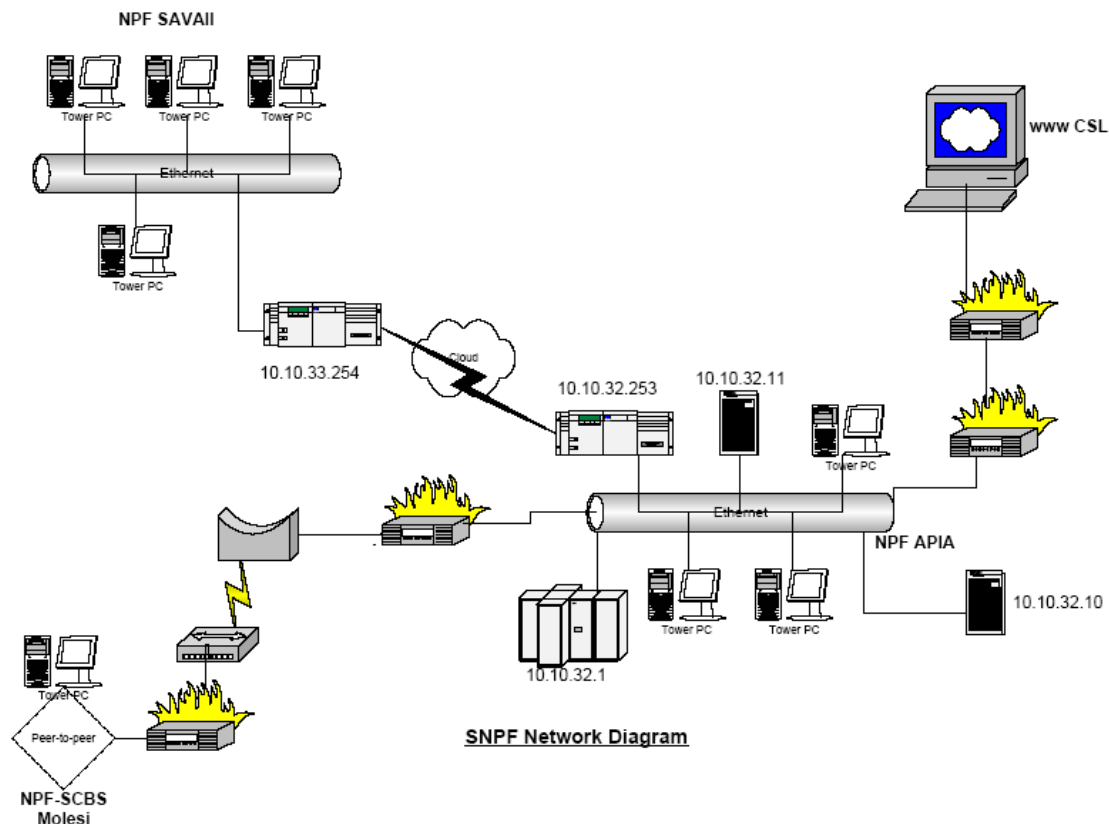 NPF SAVAII
Tower PC
Tower PC
Tower PC
Ethernet
Tower PC
www CSL
10.10.33.254
Cloud
10.10.32.253
10.10.32.11
Tower PC
Ethernet
NPF APIA
Tower PC
Tower PC
10.10.32.10
10.10.32.1
Tower PC
Peer-to-peer
NPF-SCBS
Molesi
SNPF Network Diagram